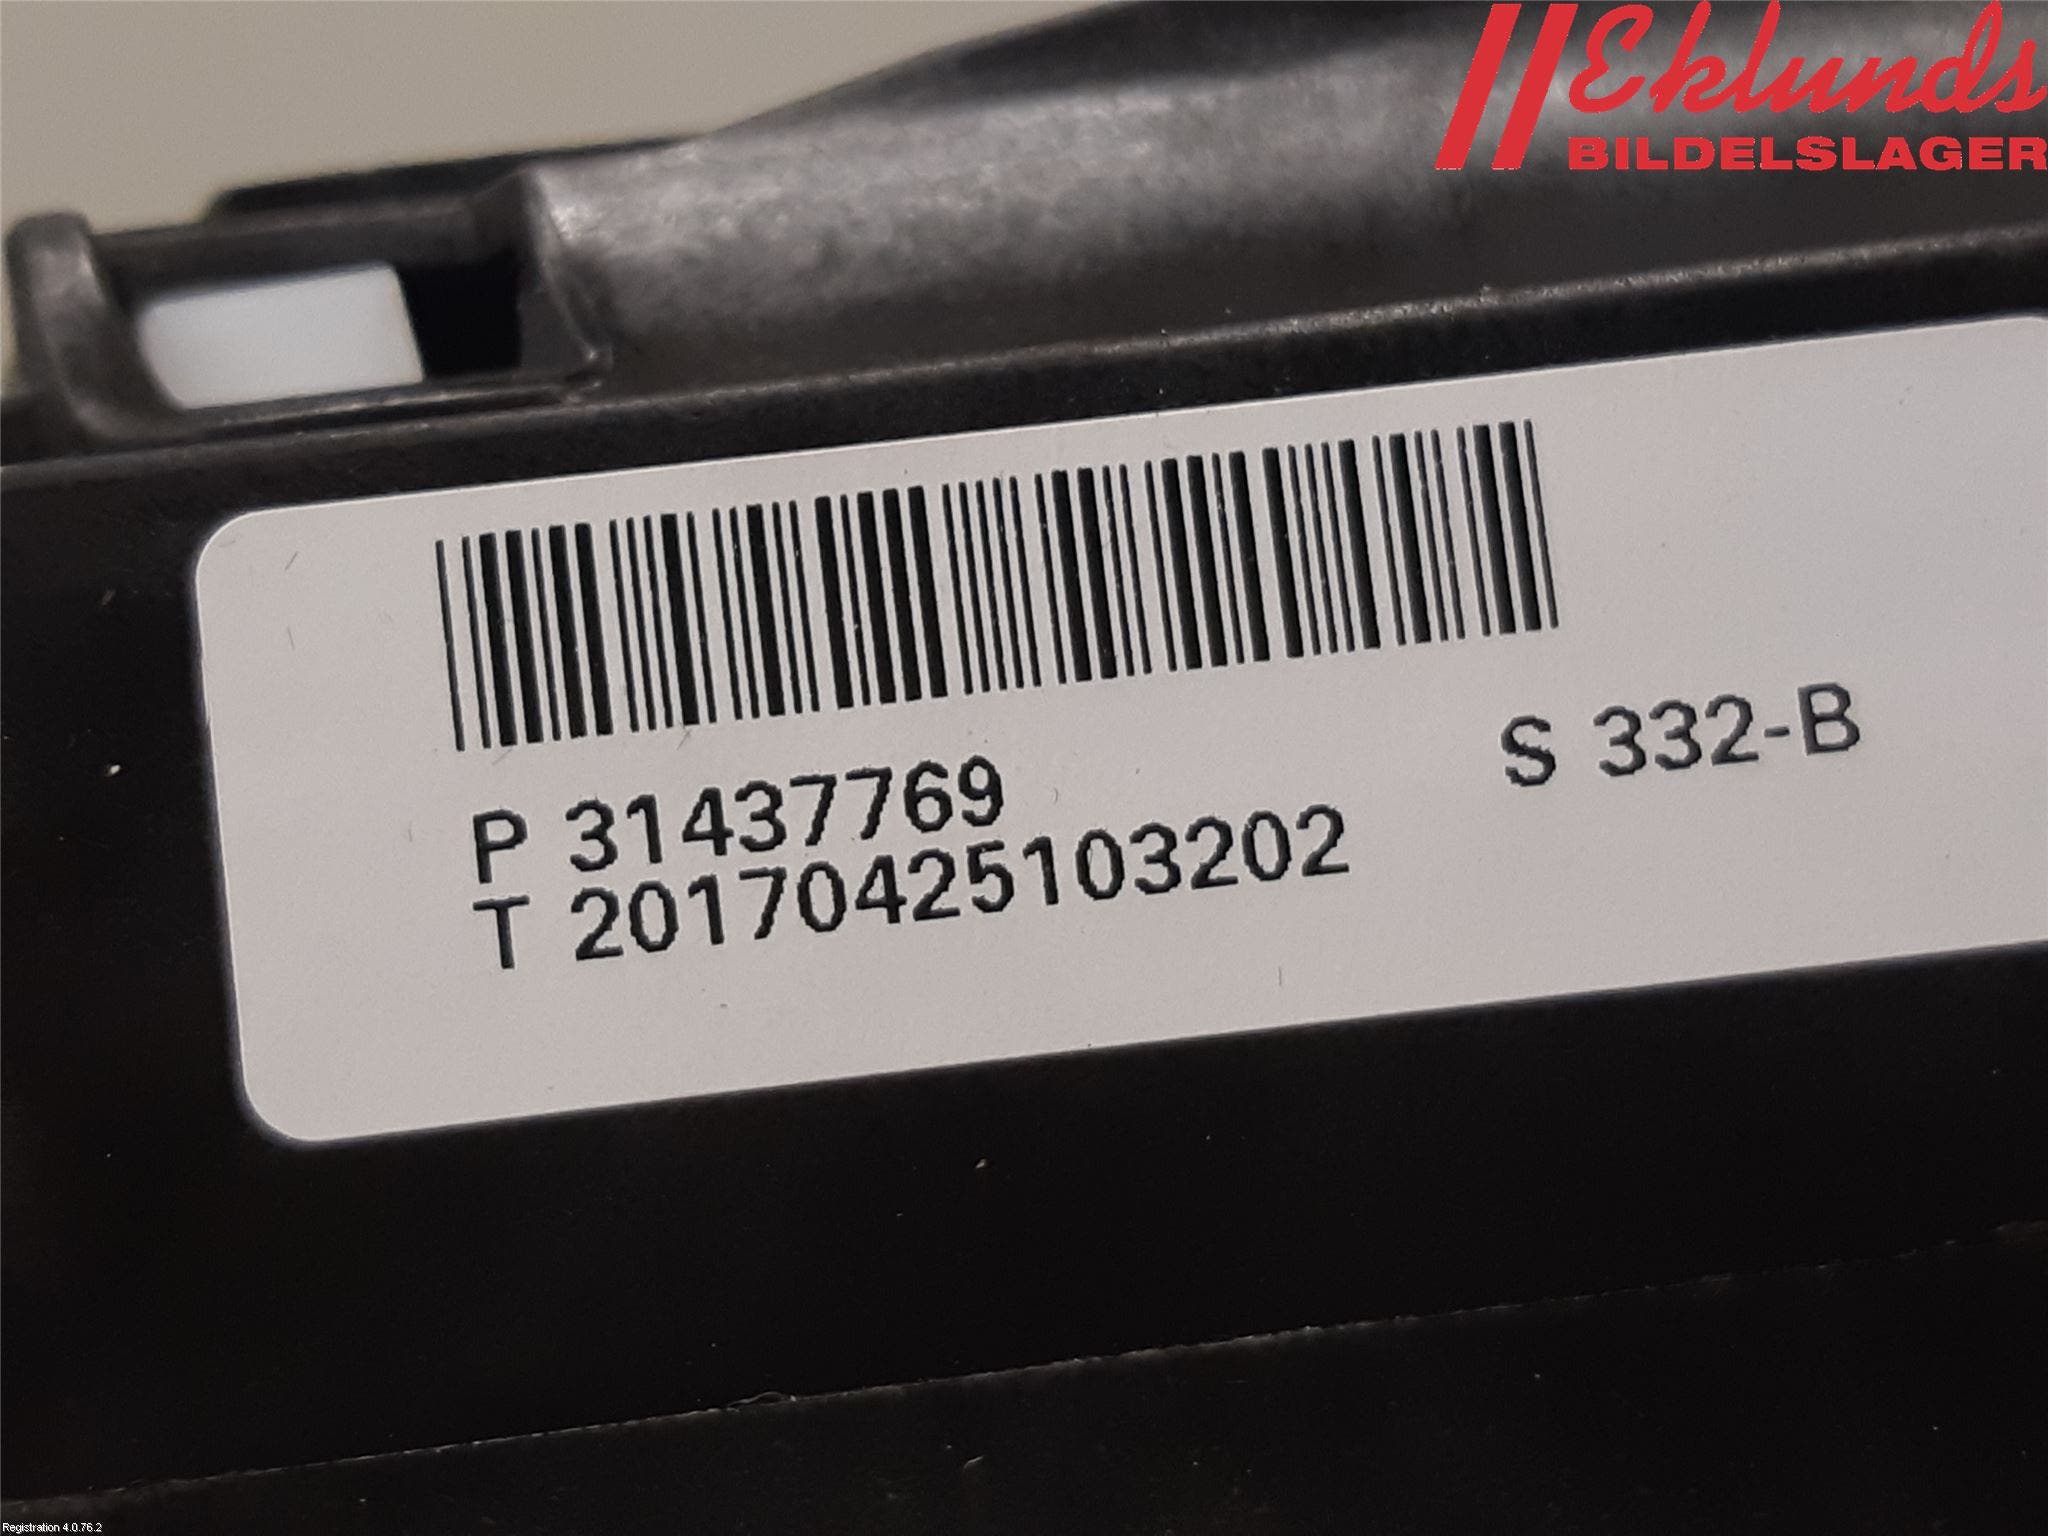 Eklunds
BILDELSLAGER
S 332-B
P 31437769
T 20170425103202
Registration 4.0.76.2